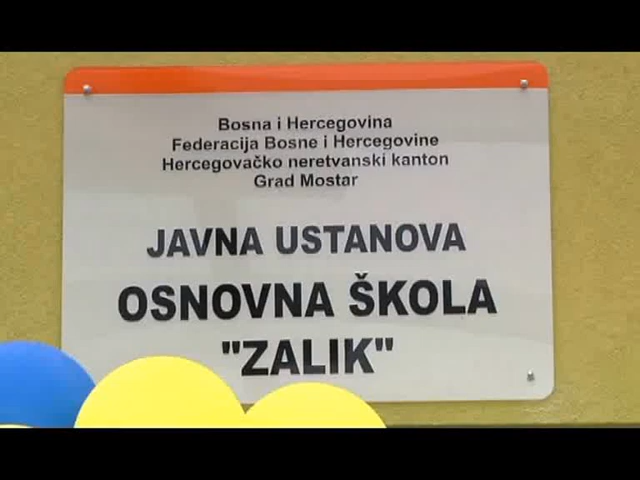 Bosna i Hercegovina
Federacija Bosne i Hercegovine
Hercegovačko neretvanski kanton
Grad Mostar
JAVNA USTANOVA
OSNOVNA ŠKOLA
"ZALIK"